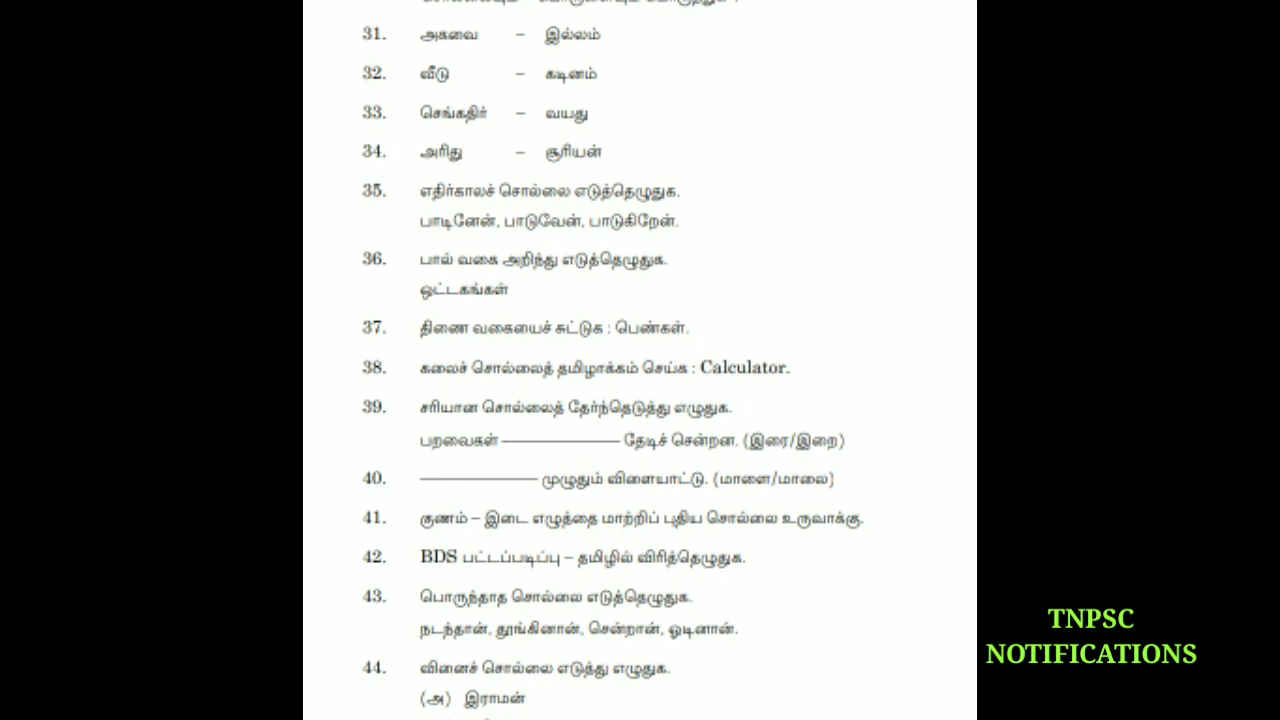 சொல்லையும் – பொருளையும் பொருத்துக :
31. அகவை – இல்லம்
32. வீடு – கடினம்
33. செங்கதிர் – வயது
34. அரிது – சூரியன்
35. எதிர்காலச் சொல்லை எடுத்தெழுதுக.
பாடினேன், பாடுவேன், பாடுகிறேன்.
36. பால் வகை அறிந்து எடுத்தெழுதுக.
ஒட்டகங்கள்
37. திணை வகையைச் சுட்டுக : பெண்கள்.
38. கலைச் சொல்லைத் தமிழாக்கம் செய்க : Calculator.
39. சரியான சொல்லைத் தேர்ந்தெடுத்து எழுதுக.
பறவைகள் ————— தேடிச் சென்றன. (இரை/இறை)
40. ————— முழுதும் விளையாட்டு. (மாளை/மாலை)
41. குணம் – இடை எழுத்தை மாற்றிப் புதிய சொல்லை உருவாக்கு.
42. BDS பட்டப்படிப்பு – தமிழில் விரித்தெழுதுக.
43. பொருந்தாத சொல்லை எடுத்தெழுதுக.
நடந்தான், தூங்கினான், சென்றான், ஓடினான்.
44. வினைச் சொல்லை எடுத்து எழுதுக.
(அ) இராமன்
TNPSC
NOTIFICATIONS